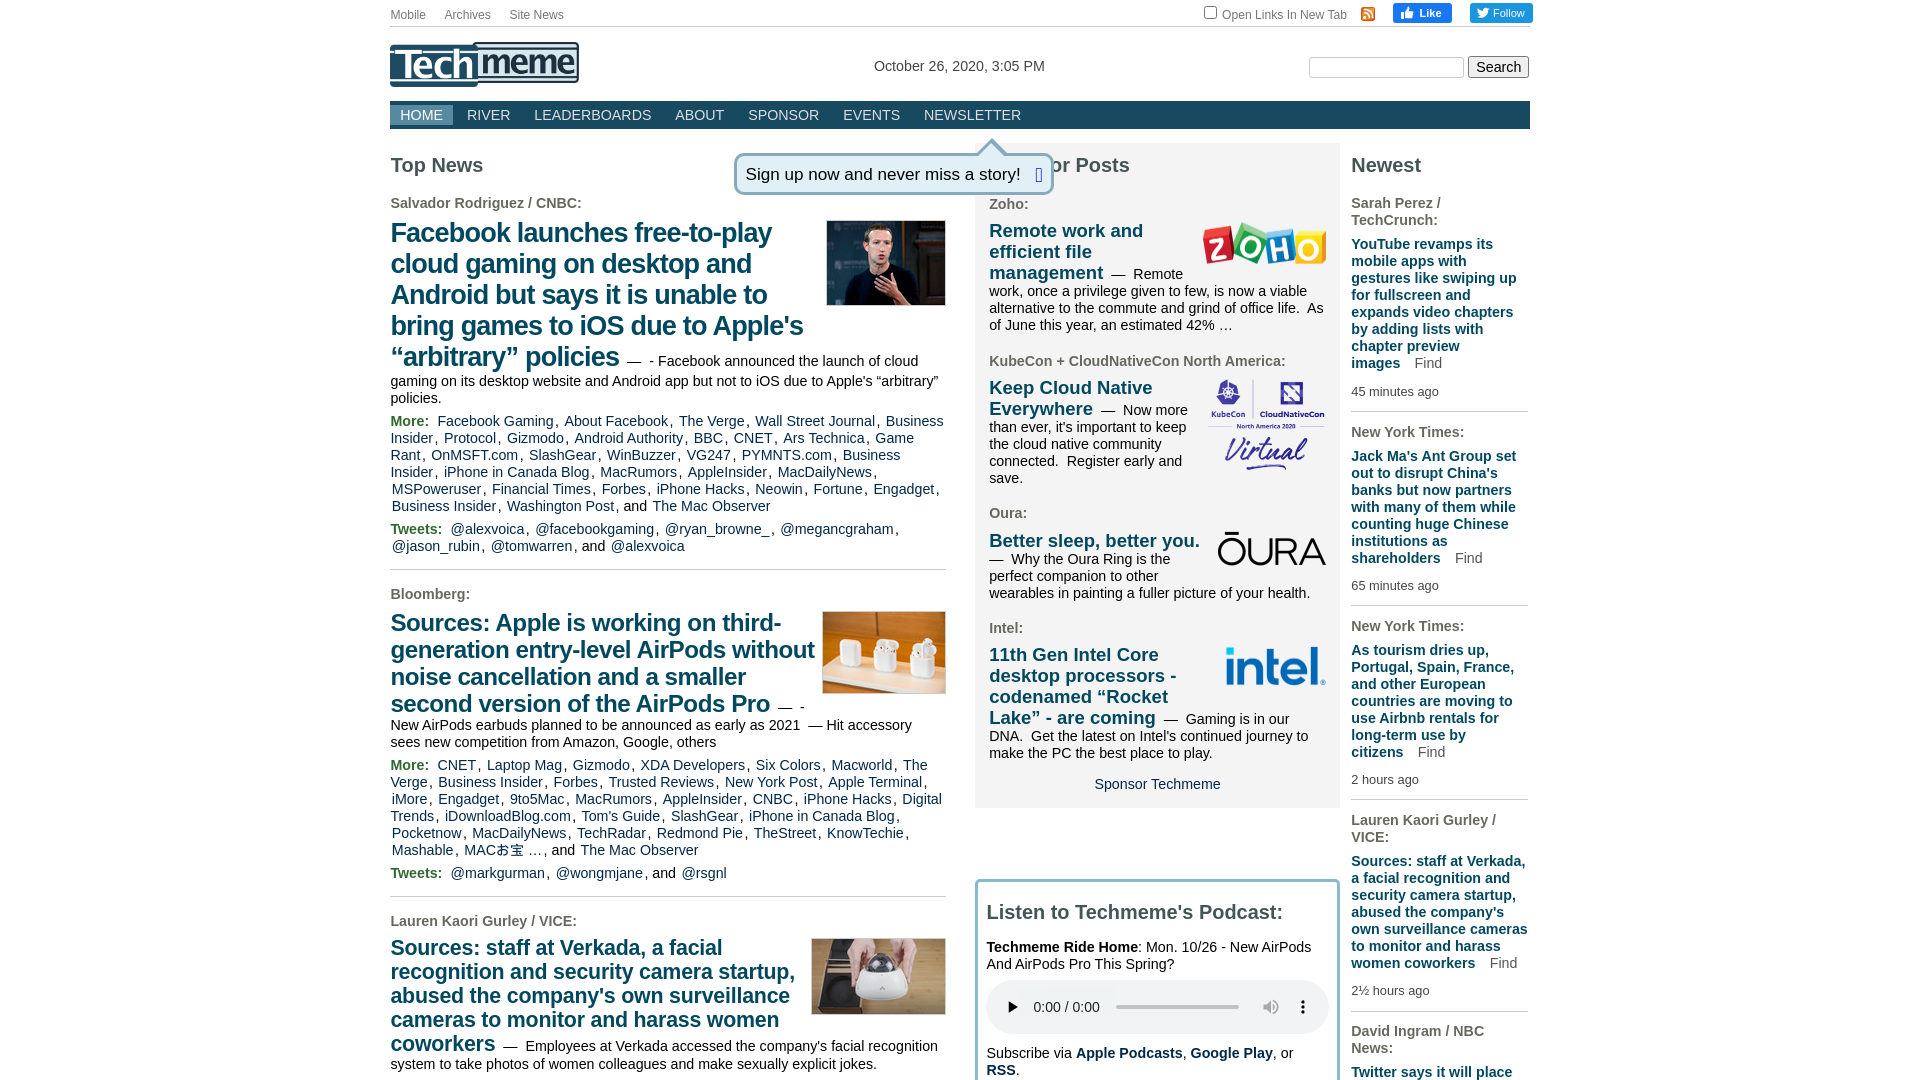 Mobile Archives Site News
Open Links In New Tab
Like
Follow
Techmeme
October 26, 2020, 3:05 PM
Search
HOME RIVER LEADERBOARDS ABOUT SPONSOR EVENTS NEWSLETTER
Sign up now and never miss a story!
Top News
Salvador Rodriguez / CNBC:
Facebook launches free-to-play
cloud gaming on desktop and
Android but says it is unable to
bring games to iOS due to Apple's
“arbitrary” policies — - Facebook announced the launch of cloud
gaming on its desktop website and Android app but not to iOS due to Apple's “arbitrary”
policies.
More: Facebook Gaming, About Facebook, The Verge, Wall Street Journal, Business
Insider, Protocol, Gizmodo, Android Authority, BBC, CNET, Ars Technica, Game
Rant, OnMSFT.com, SlashGear, WinBuzzer, VG247, PYMNTS.com, Business
Insider, iPhone in Canada Blog, MacRumors, AppleInsider, MacDailyNews,
MSPoweruser, Financial Times, Forbes, iPhone Hacks, Neowin, Fortune, Engadget,
Business Insider, Washington Post, and The Mac Observer
Tweets: @alexvoica, @facebookgaming, @ryan_browne_, @megancgraham,
@jason_rubin, @tomwarren, and @alexvoica
Bloomberg:
Sources: Apple is working on third-
generation entry-level AirPods without
noise cancellation and a smaller
second version of the AirPods Pro — -
New AirPods earbuds planned to be announced as early as 2021 — Hit accessory
sees new competition from Amazon, Google, others
More: CNET, Laptop Mag, Gizmodo, XDA Developers, Six Colors, Macworld, The
Verge, Business Insider, Forbes, Trusted Reviews, New York Post, Apple Terminal,
iMore, Engadget, 9to5Mac, MacRumors, AppleInsider, CNBC, iPhone Hacks, Digital
Trends, iDownloadBlog.com, Tom's Guide, SlashGear, iPhone in Canada Blog,
Pocketnow, MacDailyNews, TechRadar, Redmond Pie, TheStreet, KnowTechie,
Mashable, MACお宝 …, and The Mac Observer
Tweets: @markgurman, @wongmjane, and @rsgnl
Lauren Kaori Gurley / VICE:
Sources: staff at Verkada, a facial
recognition and security camera startup,
abused the company's own surveillance
cameras to monitor and harass women
coworkers — Employees at Verkada accessed the company's facial recognition
system to take photos of women colleagues and make sexually explicit jokes.
or Posts
Zoho:
Remote work and
efficient file
management — Remote
work, once a privilege given to few, is now a viable
alternative to the commute and grind of office life. As
of June this year, an estimated 42% …
ZOHO
KubeCon + CloudNativeCon North America:
Keep Cloud Native
Everywhere — Now more
than ever, it's important to keep
the cloud native community
connected. Register early and
save.
KubeCon CloudNativeCon
North America 2020
Virtual
Oura:
Better sleep, better you.
— Why the Oura Ring is the
perfect companion to other
wearables in painting a fuller picture of your health.
ŌURA
Intel:
11th Gen Intel Core
desktop processors -
codenamed “Rocket
Lake” - are coming — Gaming is in our
DNA. Get the latest on Intel's continued journey to
make the PC the best place to play.
intel®
Sponsor Techmeme
Listen to Techmeme's Podcast:
Techmeme Ride Home: Mon. 10/26 - New AirPods
And AirPods Pro This Spring?
0:00 / 0:00
Subscribe via Apple Podcasts, Google Play, or
RSS.
Newest
Sarah Perez /
TechCrunch:
YouTube revamps its
mobile apps with
gestures like swiping up
for fullscreen and
expands video chapters
by adding lists with
chapter preview
images Find
45 minutes ago
New York Times:
Jack Ma's Ant Group set
out to disrupt China's
banks but now partners
with many of them while
counting huge Chinese
institutions as
shareholders Find
65 minutes ago
New York Times:
As tourism dries up,
Portugal, Spain, France,
and other European
countries are moving to
use Airbnb rentals for
long-term use by
citizens Find
2 hours ago
Lauren Kaori Gurley /
VICE:
Sources: staff at Verkada,
a facial recognition and
security camera startup,
abused the company's
own surveillance cameras
to monitor and harass
women coworkers Find
2½ hours ago
David Ingram / NBC
News:
Twitter says it will place